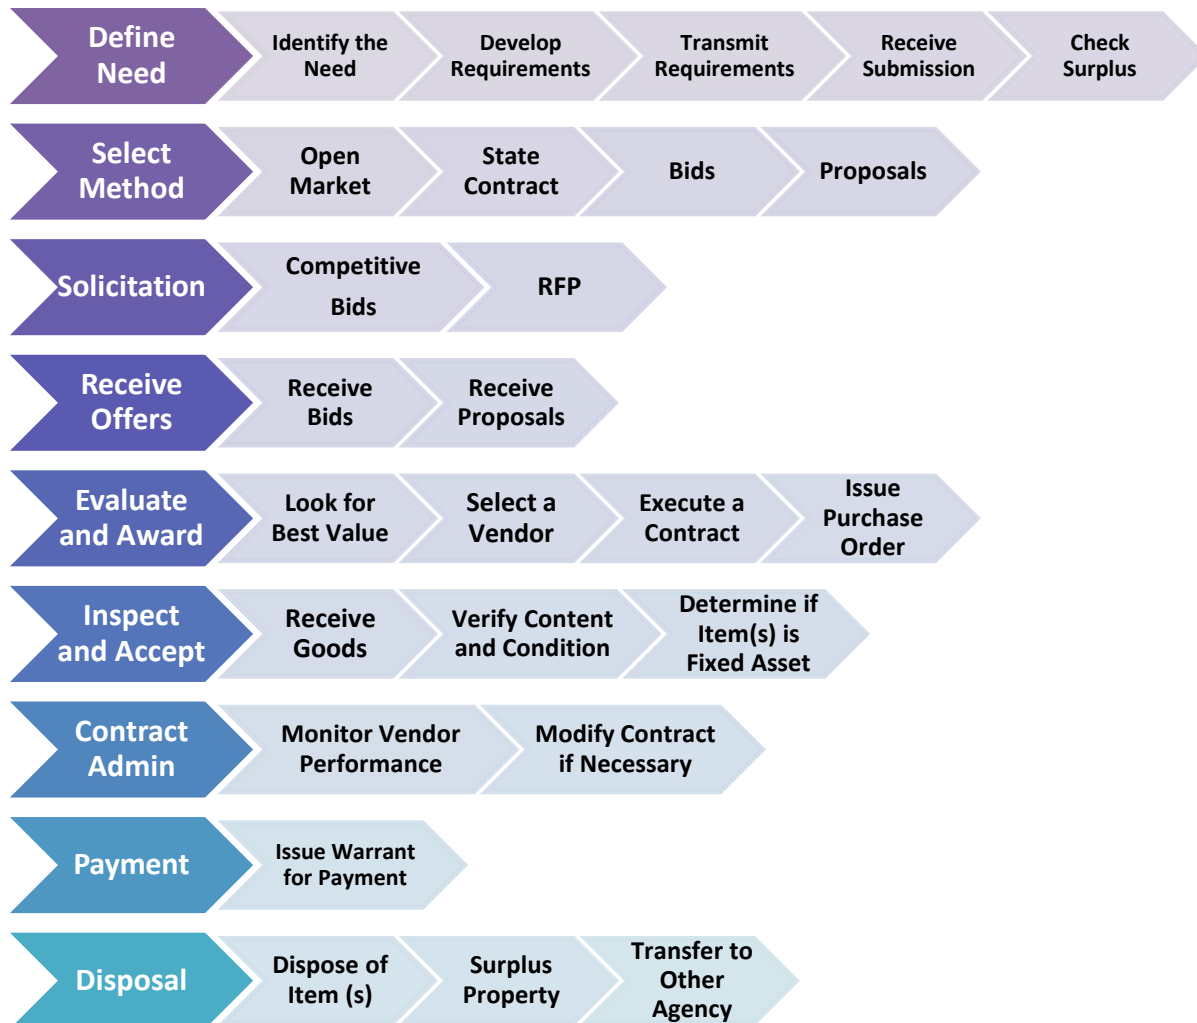 Define
Need
Identify the
Need
Develop
Requirements
Transmit
Requirements
Receive
Submission
Check
Surplus
Select
Method
Open
Market
State
Contract
Bids
Proposals
Solicitation
Competitive
Bids
RFP
Receive
Offers
Receive
Bids
Receive
Proposals
Evaluate
and Award
Look for
Best Value
Select a
Vendor
Execute a
Contract
Issue
Purchase
Order
Inspect
and Accept
Receive
Goods
Verify Content
and Condition
Determine if
Item(s) is
Fixed Asset
Contract
Admin
Monitor Vendor
Performance
Modify Contract
if Necessary
Payment
Issue Warrant
for Payment
Disposal
Dispose of
Item (s)
Surplus
Property
Transfer to
Other
Agency